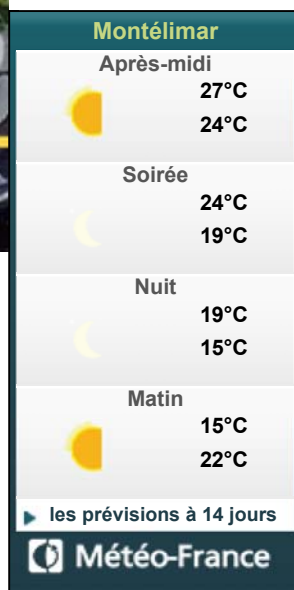 Montélimar
Après-midi
27°C
24°C
Soirée
24°C
19°C
Nuit
19°C
15°C
Matin
15°C
22°C
les prévisions à 14 jours
Météo-France